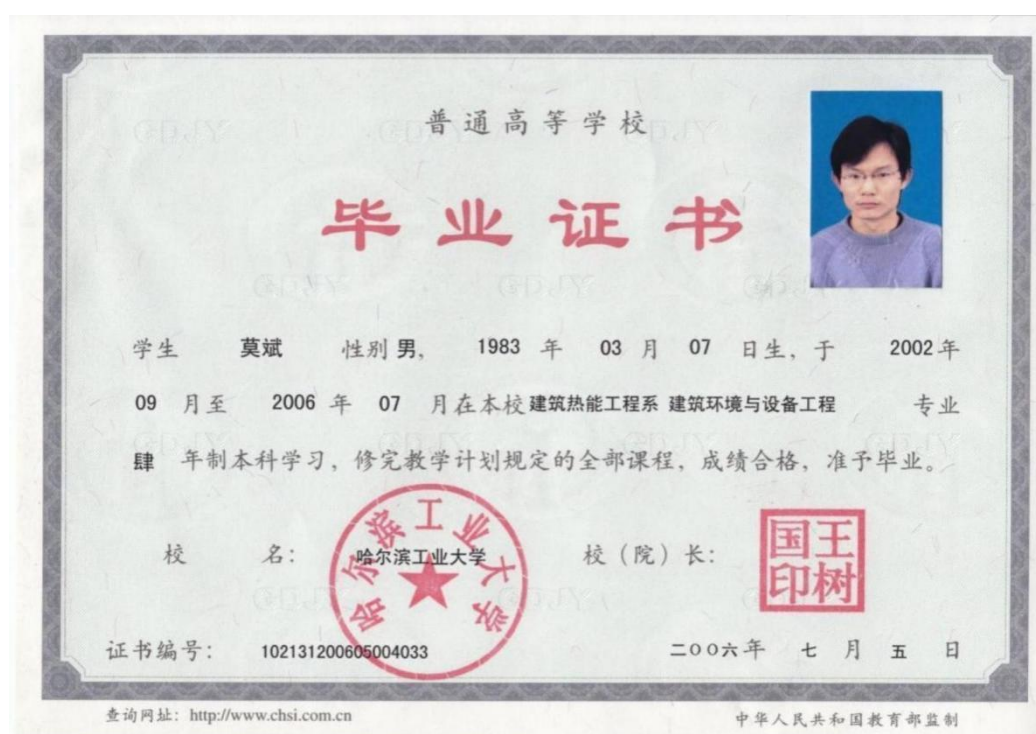 普通高等学校
毕业证书
学生 莫斌 性别 男， 1983 年 03 月 07 日生，于 2002 年
09 月至 2006 年 07 月在本校 建筑热能工程系 建筑环境与设备工程 专业
肆 年制本科学习，修完教学计划规定的全部课程，成绩合格，准予毕业。
校 名： 哈尔滨工业大学 校（院）长：
哈尔滨工业大学
王树国印
证书编号： 102131200605004033 二〇〇六年 七 月 五 日
查询网址：http://www.chsi.com.cn 中华人民共和国教育部监制